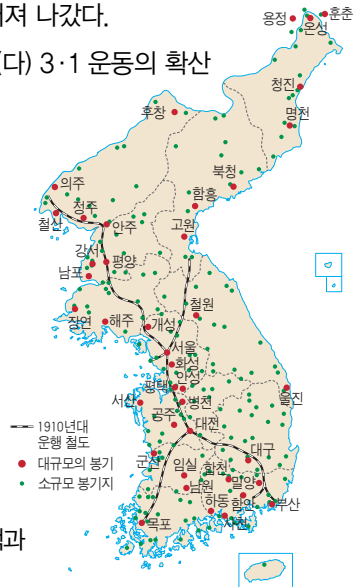 져 나갔다.
(다) 3·1 운동의 확산
용정
훈춘
온성
청진
명천
후창
북청
의주
함흥
정주
철산
안주
고원
강서
평양
남포
철원
장연
해주
개성
서울
화성
안성
평택
울진
서산
병천
공주
대전
1910년대
운행 철도
대규모의 봉기
소규모 봉기지
군산
대구
임실
합천
밀양
남원
하동
함안
부산
사천
목포
과